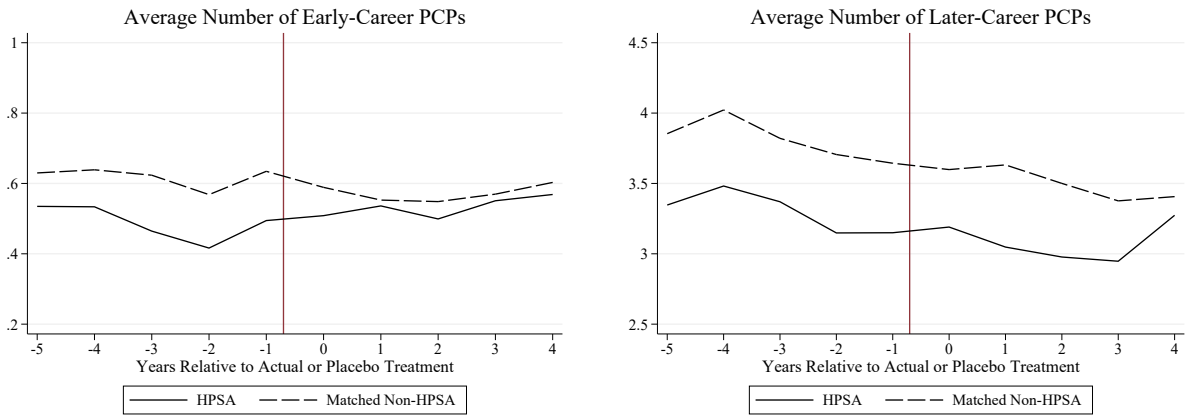 Average Number of Early-Career PCPs
1
.8
.6
.4
.2
-5 -4 -3 -2 -1 0 1 2 3 4
Years Relative to Actual or Placebo Treatment
HPSA Matched Non-HPSA
Average Number of Later-Career PCPs
4.5
4
3.5
3
2.5
-5 -4 -3 -2 -1 0 1 2 3 4
Years Relative to Actual or Placebo Treatment
HPSA Matched Non-HPSA